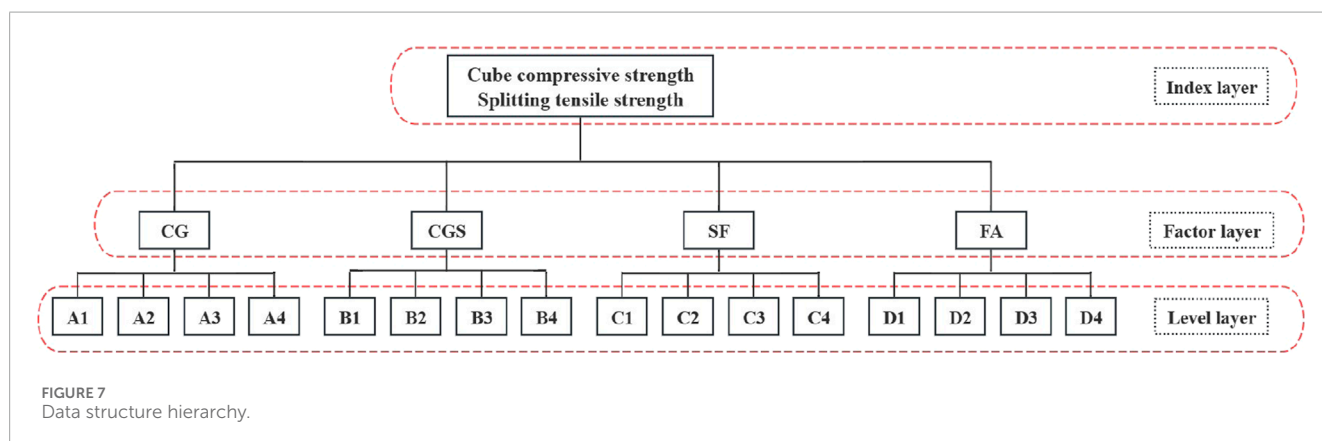 Cube compressive strength
Splitting tensile strength
Index layer
CG CGS SF FA Factor layer
A1 A2 A3 A4 B1 B2 B3 B4 C1 C2 C3 C4 D1 D2 D3 D4 Level layer
FIGURE 7
Data structure hierarchy.